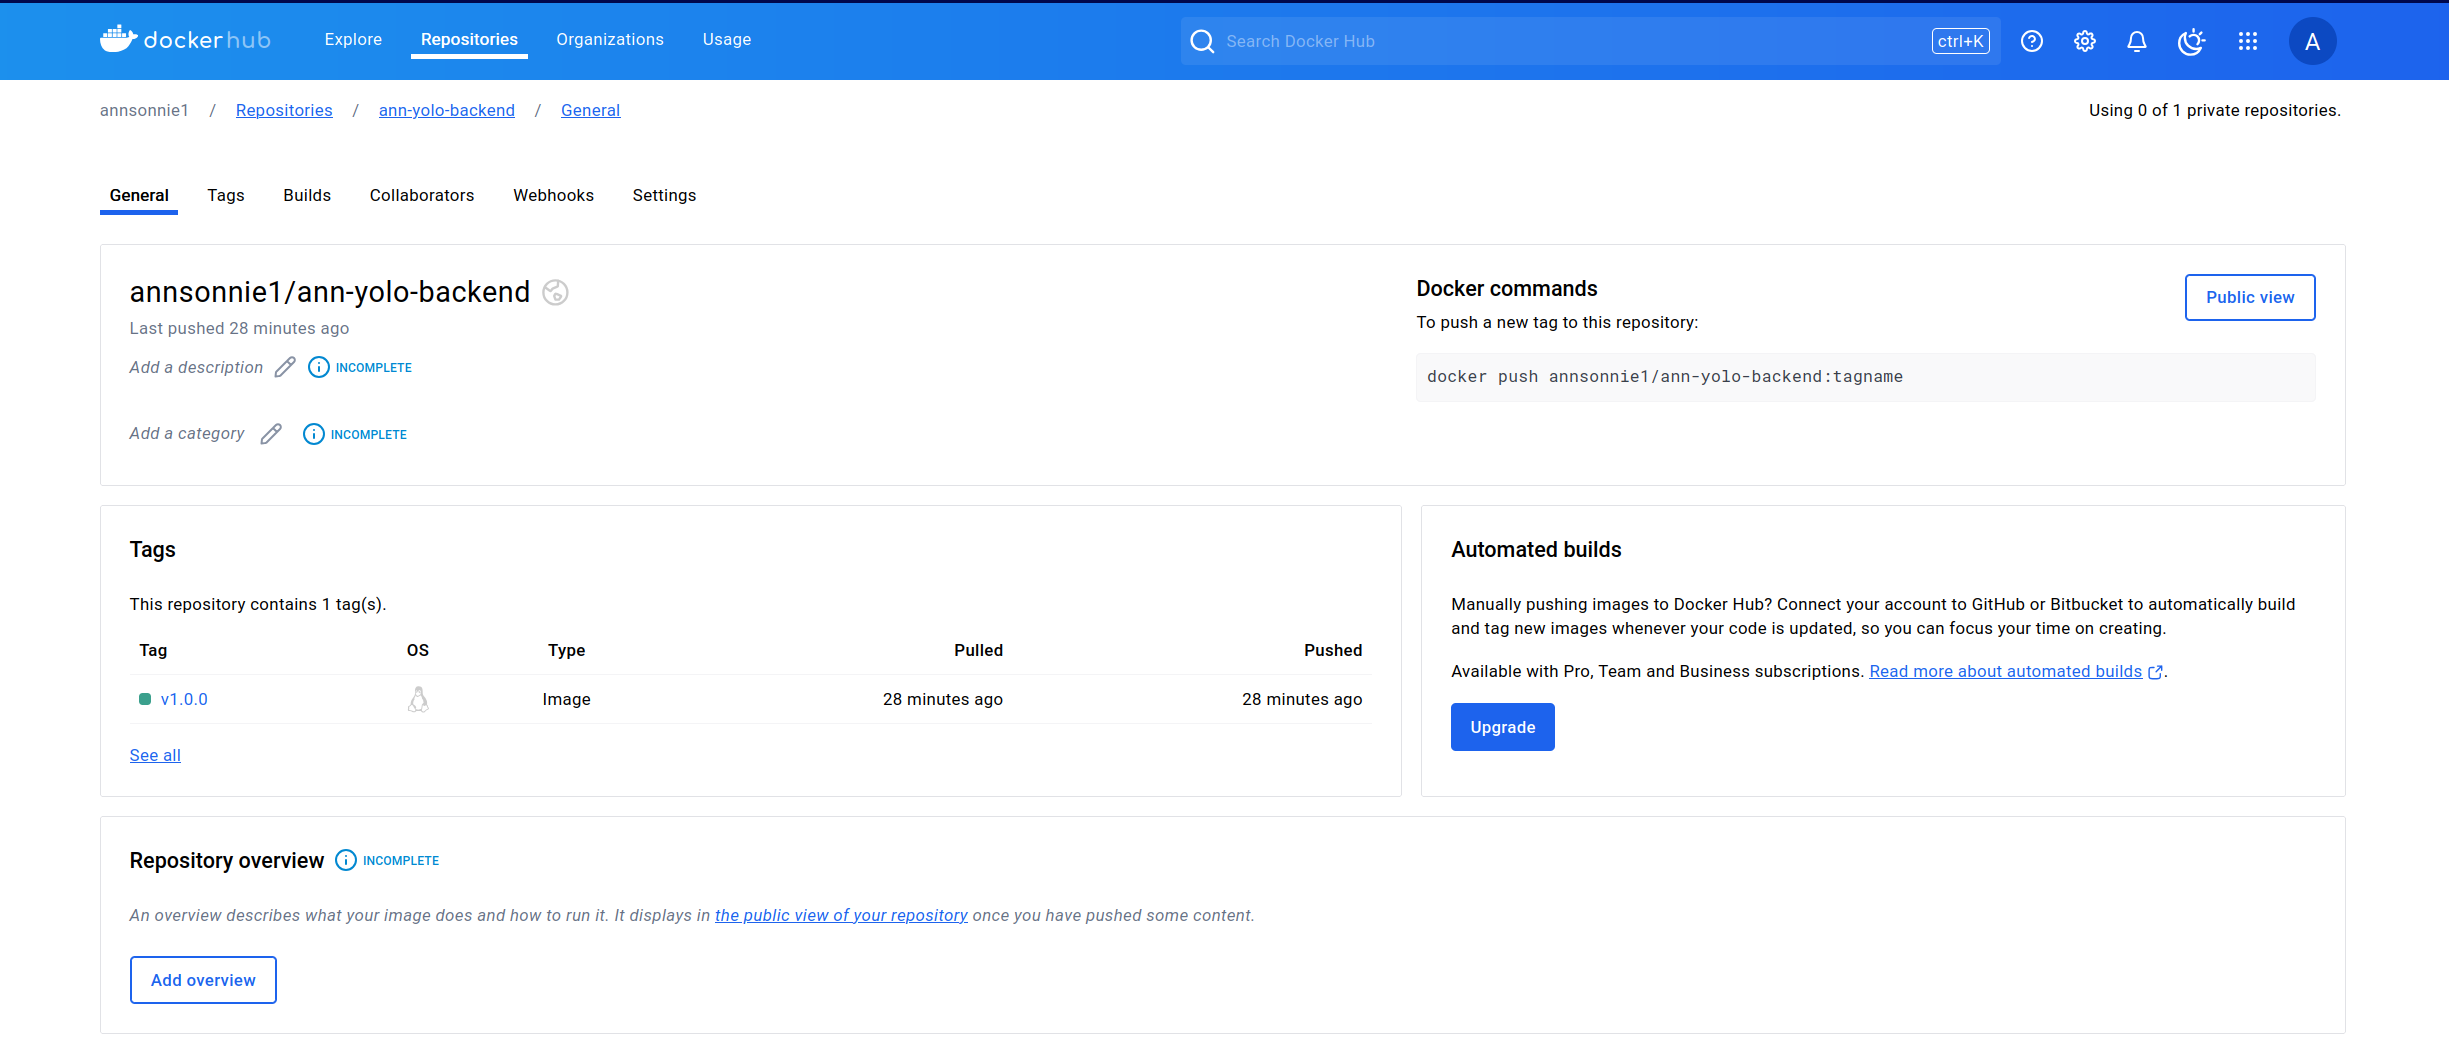 dockerhub Explore Repositories Organizations Usage Search Docker Hub ctrl+K A
annsonnie1 / Repositories / ann-yolo-backend / General Using 0 of 1 private repositories.
General Tags Builds Collaborators Webhooks Settings
annsonnie1/ann-yolo-backend
Last pushed 28 minutes ago
Add a description INCOMPLETE
Add a category INCOMPLETE
Docker commands
Public view
To push a new tag to this repository:
docker push annsonnie1/ann-yolo-backend:tagname
Tags
This repository contains 1 tag(s).
Tag OS Type Pulled Pushed
v1.0.0 Image 28 minutes ago 28 minutes ago
See all
Automated builds
Manually pushing images to Docker Hub? Connect your account to GitHub or Bitbucket to automatically build
and tag new images whenever your code is updated, so you can focus your time on creating.
Available with Pro, Team and Business subscriptions. Read more about automated builds.
Upgrade
Repository overview INCOMPLETE
An overview describes what your image does and how to run it. It displays in the public view of your repository once you have pushed some content.
Add overview